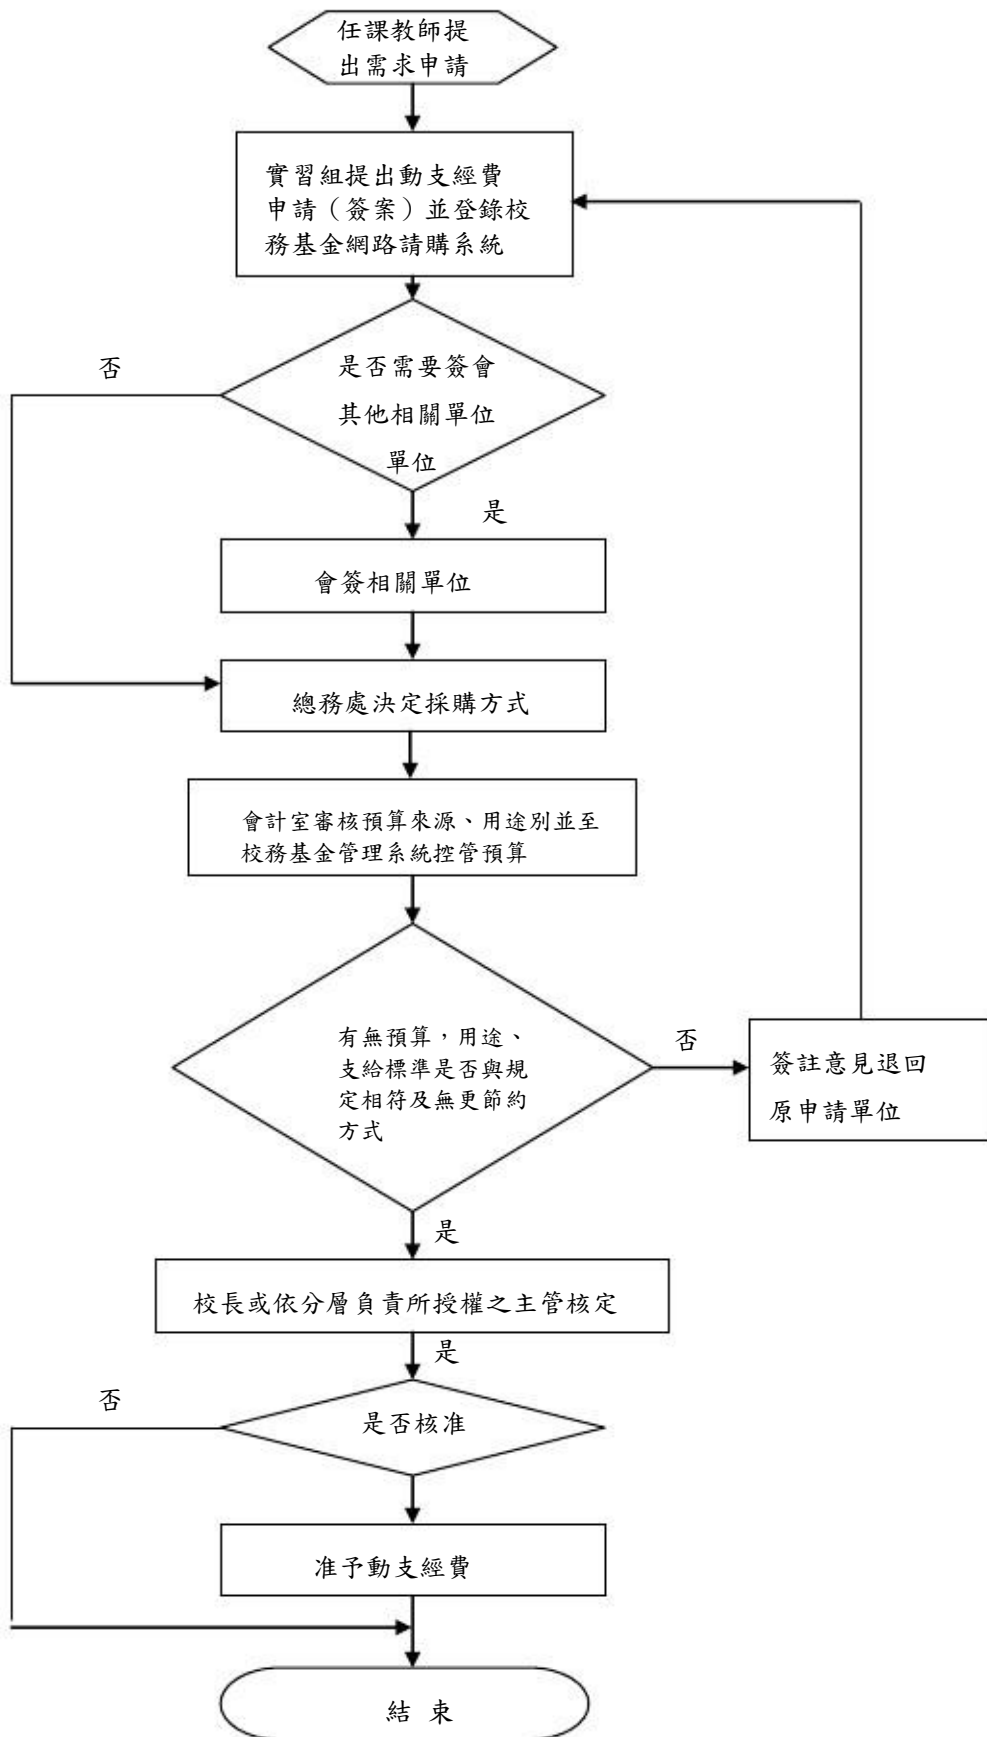 任課教師提
出需求申請
實習組提出動支經費
申請（簽案）並登錄校
務基金網路請購系統
否
是否需要簽會
其他相關單位
單位
是
會簽相關單位
總務處決定採購方式
會計室審核預算來源、用途別並至
校務基金管理系統控管預算
有無預算，用途、
支給標準是否與規
定相符及無更節約
方式
否
簽註意見退回
原申請單位
是
校長或依分層負責所授權之主管核定
是
否
是否核准
准予動支經費
結 束